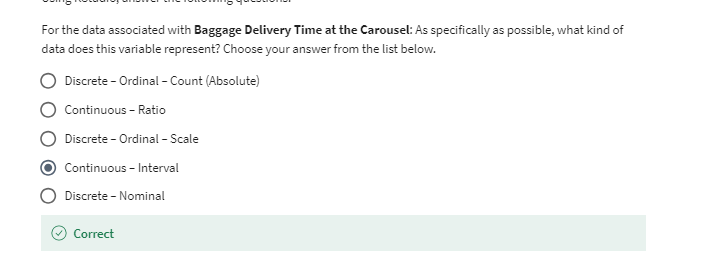 For the data associated with Baggage Delivery Time at the Carousel: As specifically as possible, what kind of
data does this variable represent? Choose your answer from the list below.
Discrete – Ordinal – Count (Absolute)
Continuous – Ratio
Discrete – Ordinal – Scale
Continuous – Interval
Discrete – Nominal
Correct